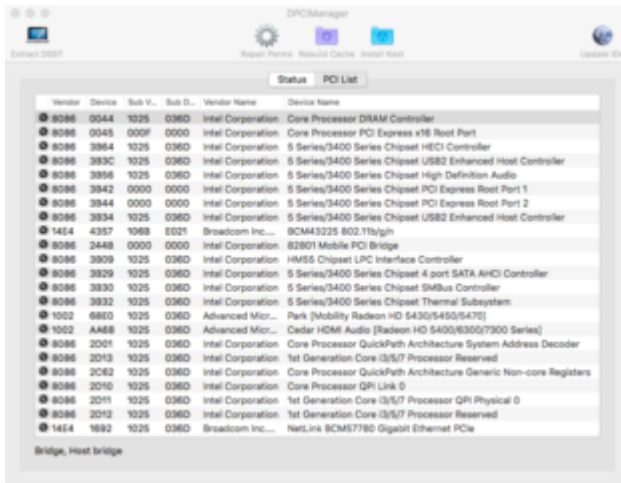 DPCIManager
Extract DSDT Repair Perms Rebuild Cache Install Kext Update IDs
Status PCI List
Vendor Device Sub V... Sub D... Vendor Name Device Name
8086 0044 1025 036D Intel Corporation Core Processor DRAM Controller
8086 0045 000F 0000 Intel Corporation Core Processor PCI Express x16 Root Port
8086 3B64 1025 036D Intel Corporation 5 Series/3400 Series Chipset HECI Controller
8086 3B3C 1025 036D Intel Corporation 5 Series/3400 Series Chipset USB2 Enhanced Host Controller
8086 3B56 1025 036D Intel Corporation 5 Series/3400 Series Chipset High Definition Audio
8086 3B42 0000 0000 Intel Corporation 5 Series/3400 Series Chipset PCI Express Root Port 1
8086 3B44 0000 0000 Intel Corporation 5 Series/3400 Series Chipset PCI Express Root Port 2
8086 3B34 1025 036D Intel Corporation 5 Series/3400 Series Chipset USB2 Enhanced Host Controller
14E4 4357 106B E021 Broadcom Inc.... BCM43225 802.11b/g/n
8086 2448 0000 0000 Intel Corporation 82801 Mobile PCI Bridge
8086 3B09 1025 036D Intel Corporation HM55 Chipset LPC Interface Controller
8086 3B29 1025 036D Intel Corporation 5 Series/3400 Series Chipset 4 port SATA AHCI Controller
8086 3B30 1025 036D Intel Corporation 5 Series/3400 Series Chipset SMBus Controller
8086 3B32 1025 036D Intel Corporation 5 Series/3400 Series Chipset Thermal Subsystem
1002 68E0 1025 036D Advanced Micr... Park [Mobility Radeon HD 5430/5450/5470]
1002 AA68 1025 036D Advanced Micr... Cedar HDMI Audio [Radeon HD 5400/6300/7300 Series]
8086 2D01 1025 036D Intel Corporation Core Processor QuickPath Architecture System Address Decoder
8086 2D13 1025 036D Intel Corporation 1st Generation Core i3/5/7 Processor Reserved
8086 2C62 1025 036D Intel Corporation Core Processor QuickPath Architecture Generic Non-core Registers
8086 2D10 1025 036D Intel Corporation Core Processor QPI Link 0
8086 2D11 1025 036D Intel Corporation 1st Generation Core i3/5/7 Processor QPI Physical 0
8086 2D12 1025 036D Intel Corporation 1st Generation Core i3/5/7 Processor Reserved
14E4 1692 1025 036D Broadcom Inc.... NetLink BCM57780 Gigabit Ethernet PCIe
Bridge, Host bridge